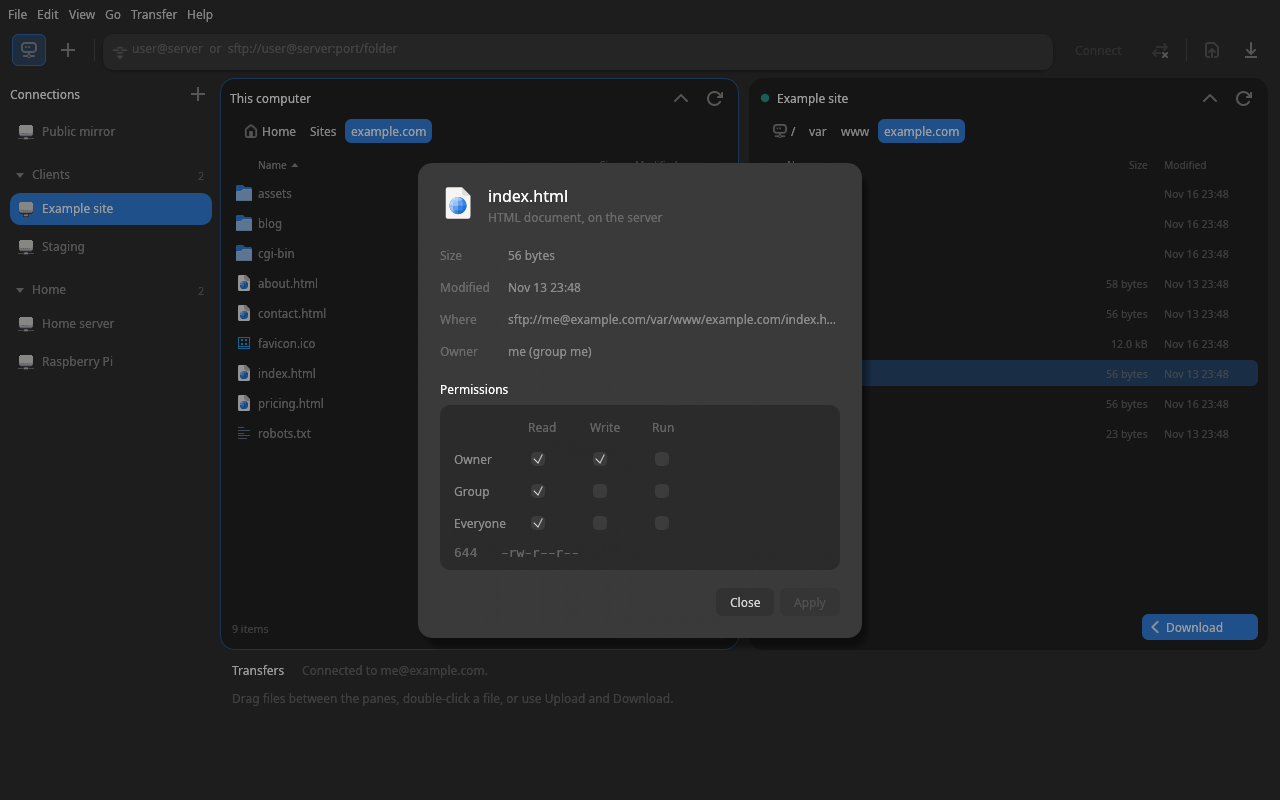 File Edit View Go Transfer Help
user@server or sftp://user@server:port/folder
Connect
Connections
Public mirror
Clients 2
Example site
Staging
Home 2
Home server
Raspberry Pi
This computer
Home Sites example.com
Name
assets
blog
cgi-bin
about.html
contact.html
favicon.ico
index.html
pricing.html
robots.txt
9 items
Example site
/ var www example.com
Size Modified
Nov 16 23:48
Nov 16 23:48
Nov 16 23:48
58 bytes Nov 13 23:48
56 bytes Nov 13 23:48
12.0 kB Nov 16 23:48
56 bytes Nov 13 23:48
56 bytes Nov 16 23:48
23 bytes Nov 13 23:48
Download
index.html
HTML document, on the server
Size 56 bytes
Modified Nov 13 23:48
Where sftp://me@example.com/var/www/example.com/index.h...
Owner me (group me)
Permissions
Read Write Run
Owner
Group
Everyone
644 -rw-r--r--
Close Apply
Transfers Connected to me@example.com.
Drag files between the panes, double-click a file, or use Upload and Download.